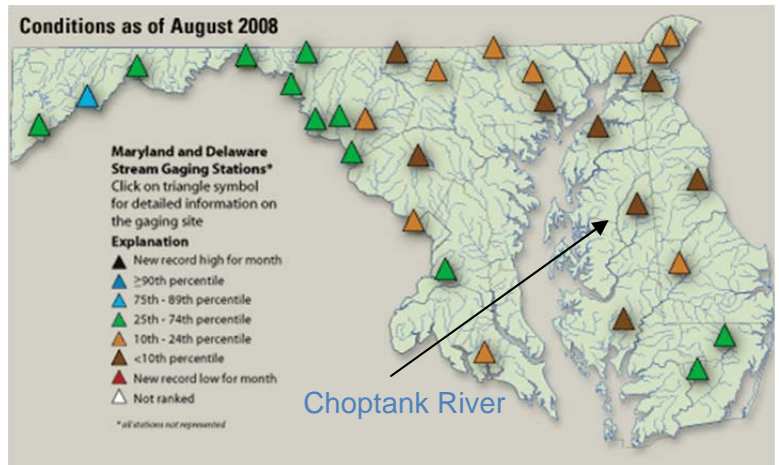 Conditions as of August 2008
Maryland and Delaware
Stream Gaging Stations*
Click on triangle symbol
for detailed information on
the gaging site
Explanation
New record high for month
≥90th percentile
75th - 89th percentile
25th - 74th percentile
10th - 24th percentile
<10th percentile
New record low for month
Not ranked
* all stations not represented
Choptank River